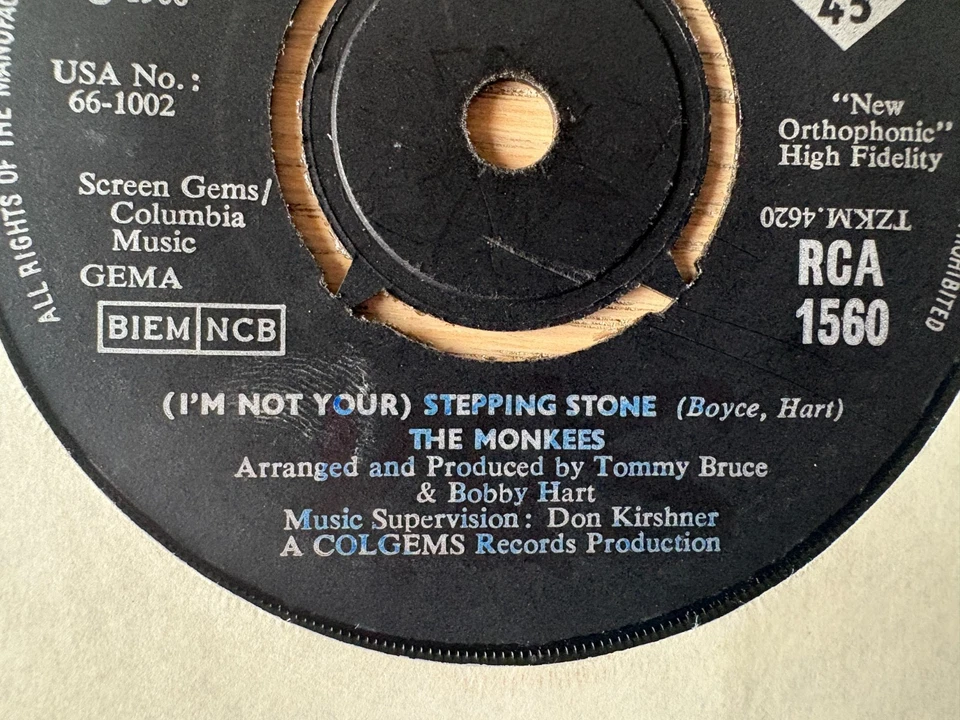 45
USA No.:
66-1002
"New
Orthophonic"
High Fidelity
Screen Gems/
Columbia
Music
GEMA
BIEM NCB
TZKM.4620
RCA
1560
ALL RIGHTS OF THE
(I'M NOT YOUR) STEPPING STONE (Boyce, Hart)
THE MONKEES
Arranged and Produced by Tommy Bruce
& Bobby Hart
Music Supervision: Don Kirshner
A COLGEMS Records Production